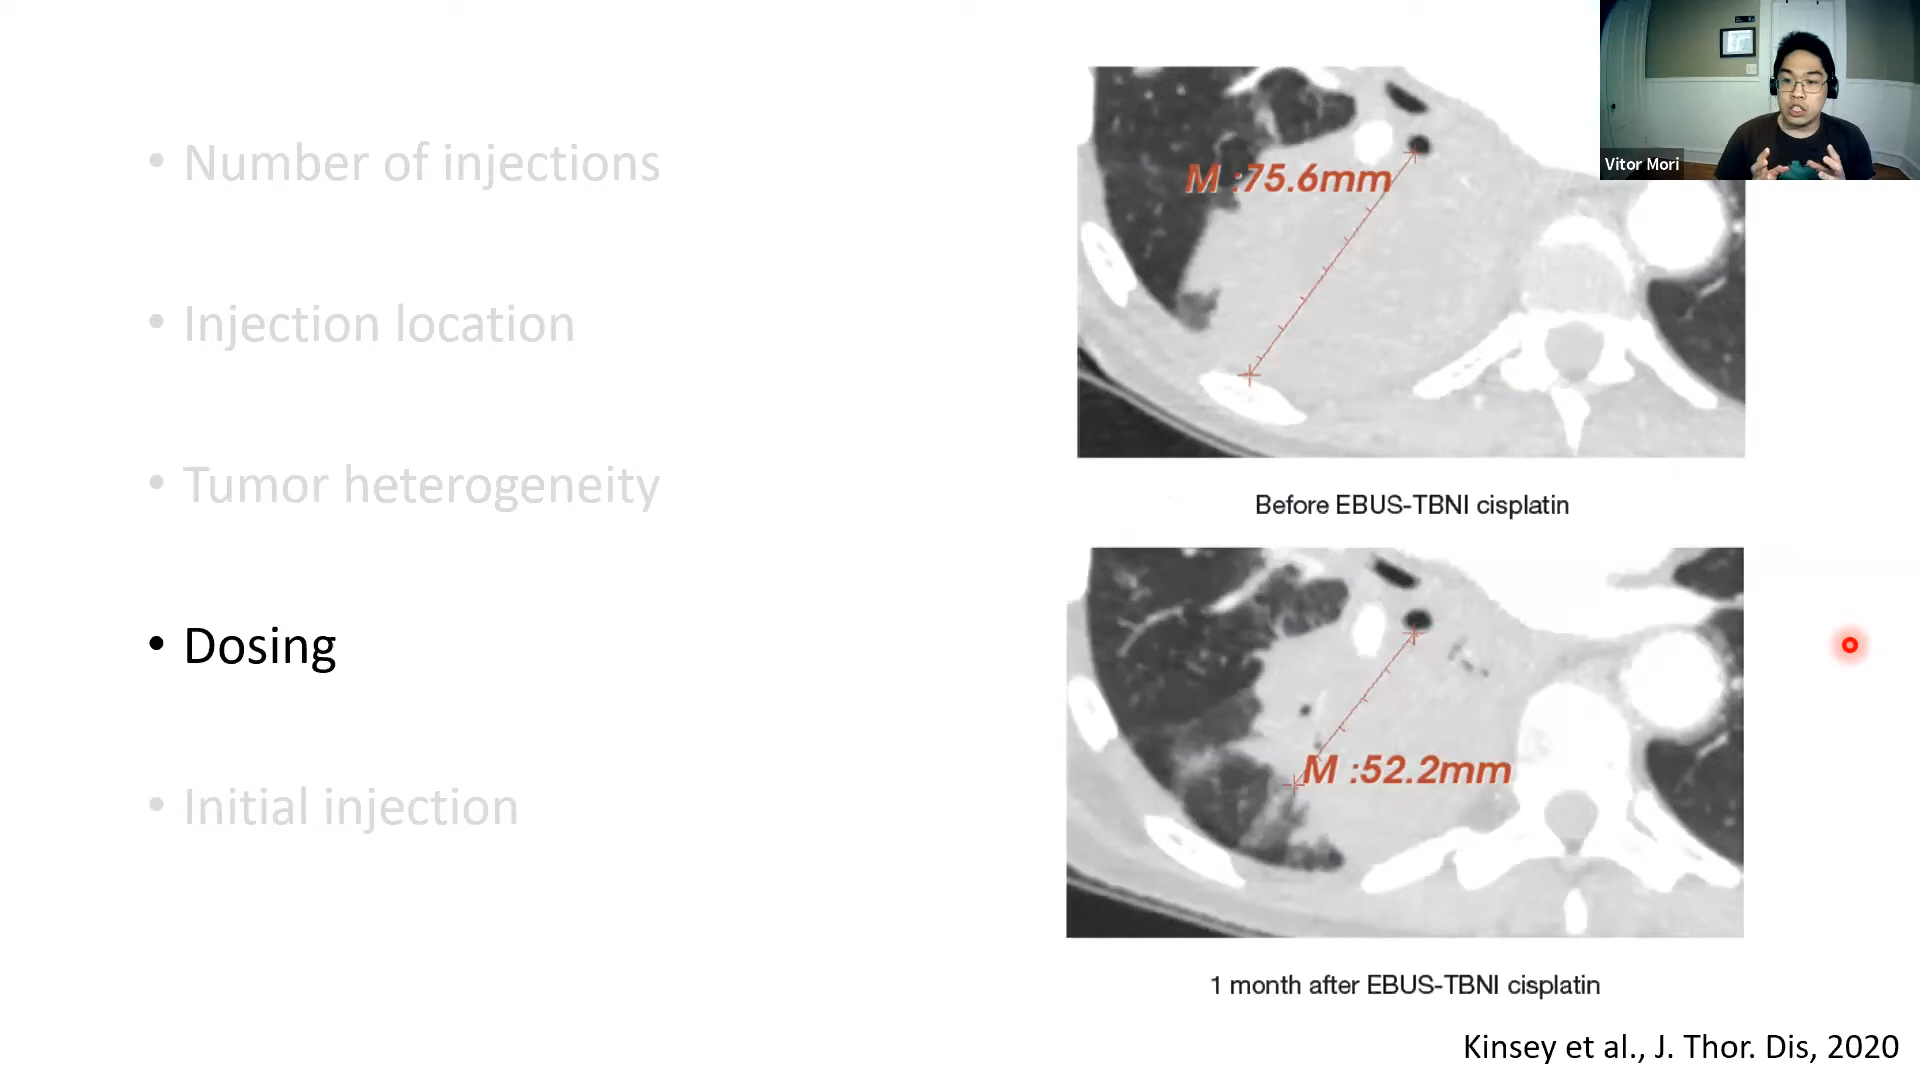 • Number of injections
• Injection location
• Tumor heterogeneity
• Dosing
• Initial injection
M :75.6mm
Before EBUS-TBNI cisplatin
M :52.2mm
1 month after EBUS-TBNI cisplatin
Kinsey et al., J. Thor. Dis, 2020
Vitor Mori